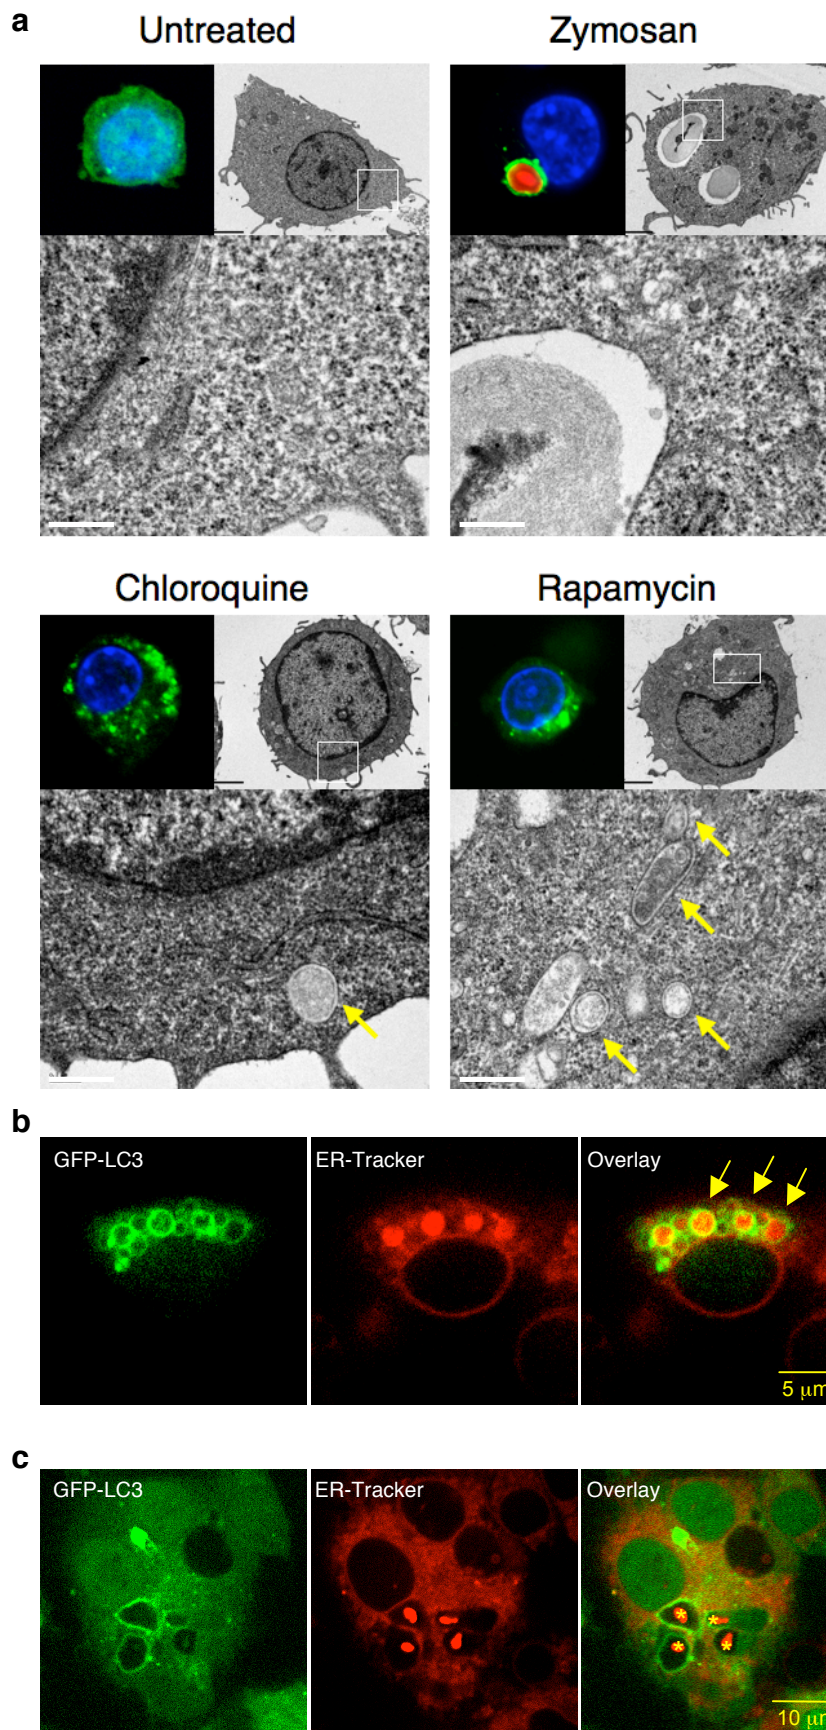 a
Untreated
Zymosan
Chloroquine
Rapamycin
b
GFP-LC3
ER-Tracker
Overlay
5 μm
c
GFP-LC3
ER-Tracker
Overlay
* * * *
10 μm